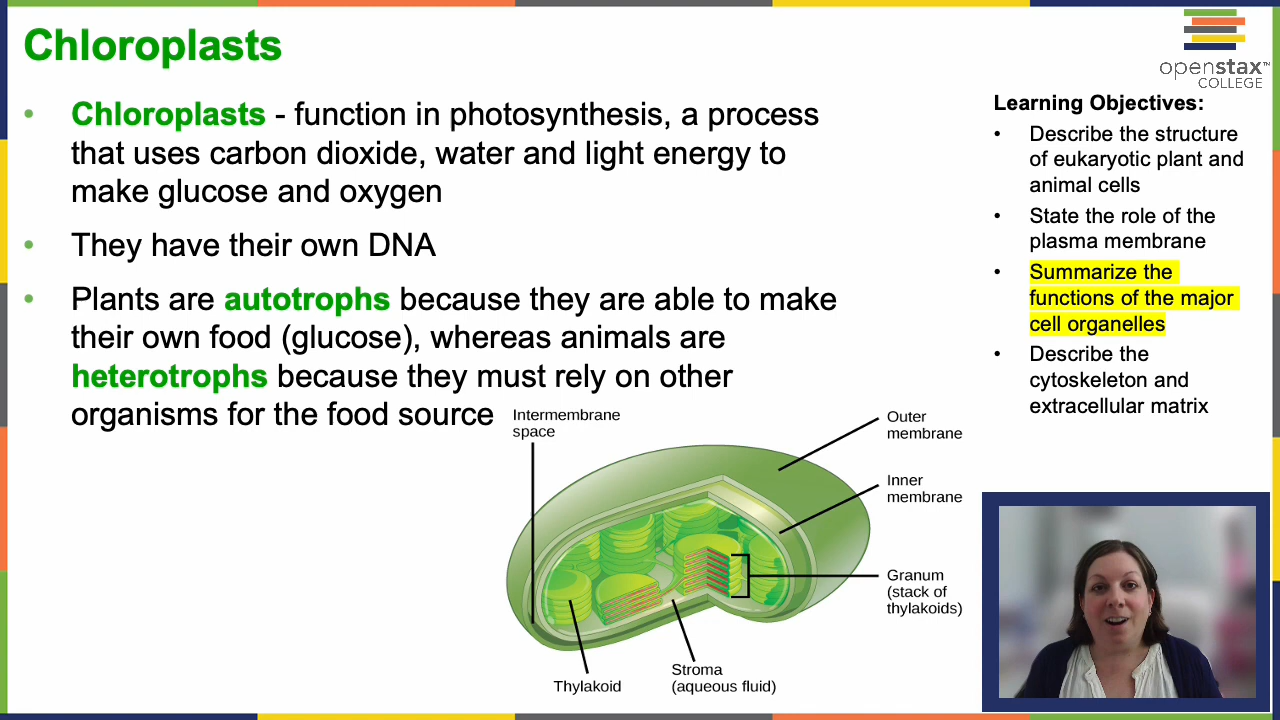 Chloroplasts
• Chloroplasts - function in photosynthesis, a process
that uses carbon dioxide, water and light energy to
make glucose and oxygen
• They have their own DNA
• Plants are autotrophs because they are able to make
their own food (glucose), whereas animals are
heterotrophs because they must rely on other
organisms for the food source
Intermembrane
space
Outer
membrane
Inner
membrane
Granum
(stack of
thylakoids)
Stroma
(aqueous fluid)
Thylakoid
openstax™
COLLEGE
Learning Objectives:
• Describe the structure
of eukaryotic plant and
animal cells
• State the role of the
plasma membrane
• Summarize the
functions of the major
cell organelles
• Describe the
cytoskeleton and
extracellular matrix